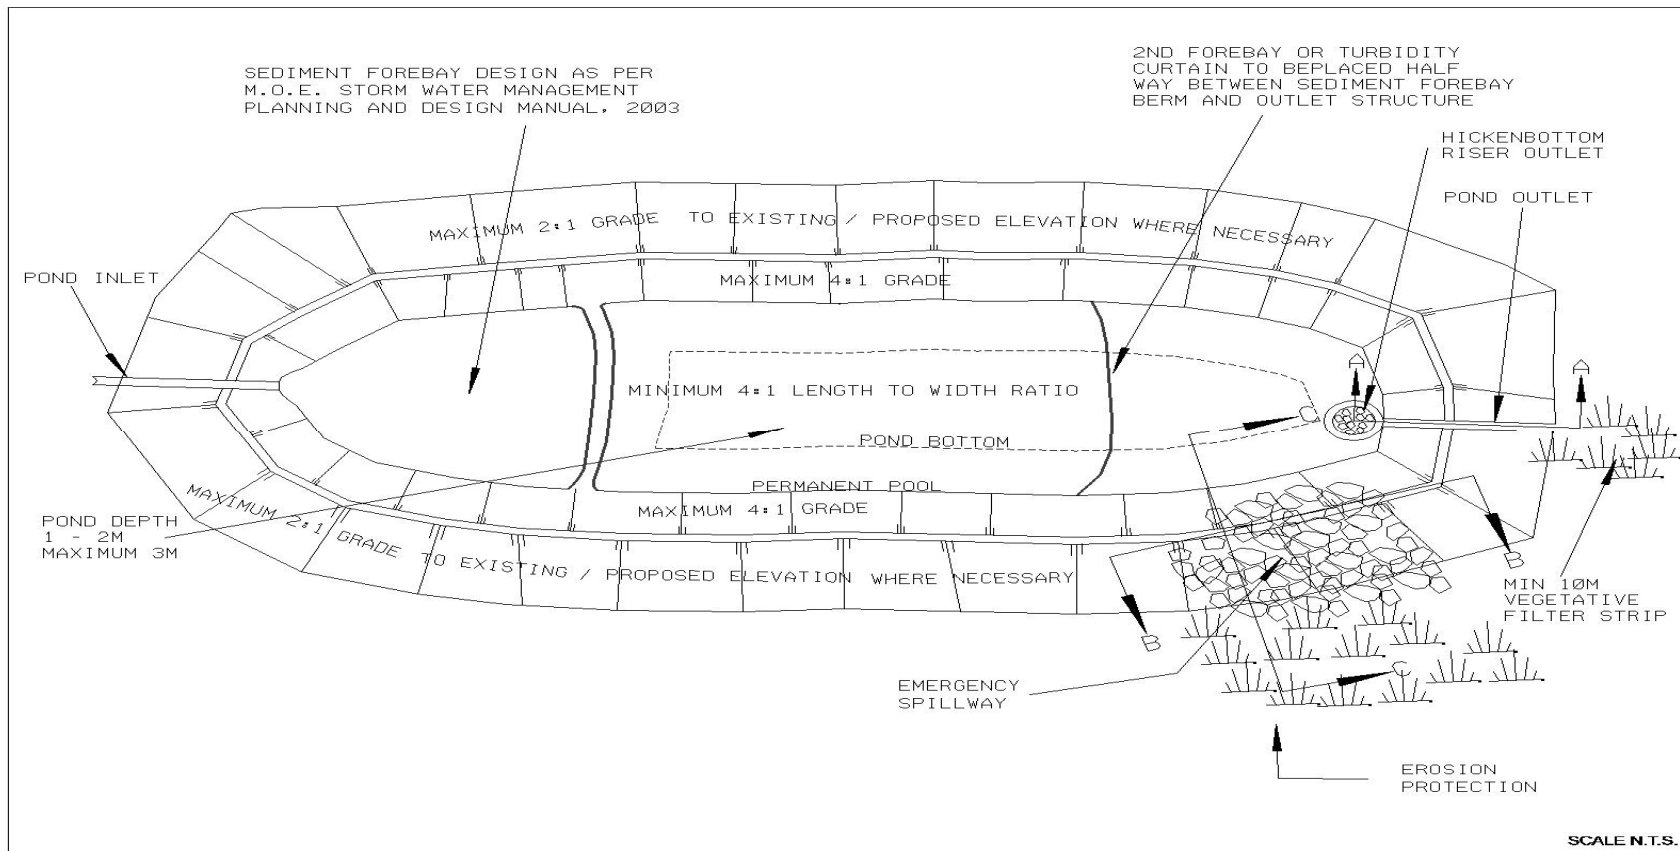 SEDIMENT FOREBAY DESIGN AS PER
M.O.E. STORM WATER MANAGEMENT
PLANNING AND DESIGN MANUAL, 2003
2ND FOREBAY OR TURBIDITY
CURTAIN TO BEPLACED HALF
WAY BETWEEN SEDIMENT FOREBAY
BERM AND OUTLET STRUCTURE
HICKENBOTTOM
RISER OUTLET
POND OUTLET
MAXIMUM 2:1 GRADE TO EXISTING / PROPOSED ELEVATION WHERE NECESSARY
POND INLET
MAXIMUM 4:1 GRADE
A
A
MINIMUM 4:1 LENGTH TO WIDTH RATIO
C
POND BOTTOM
PERMANENT POOL
MAXIMUM 4:1 GRADE
POND DEPTH
1 - 2M
MAXIMUM 3M
MAXIMUM 2:1 GRADE TO EXISTING / PROPOSED ELEVATION WHERE NECESSARY
B
B
MIN 10M
VEGETATIVE
FILTER STRIP
C
EMERGENCY
SPILLWAY
EROSION
PROTECTION
SCALE N.T.S.